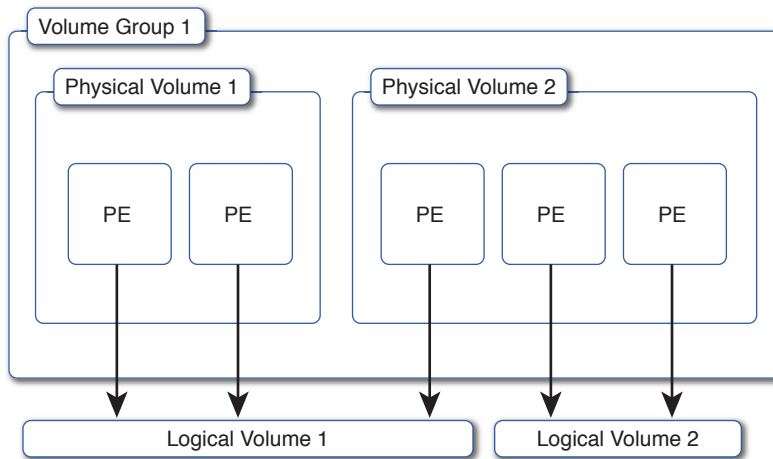 Volume Group 1
Physical Volume 1
Physical Volume 2
PE
PE
PE
PE
PE
Logical Volume 1
Logical Volume 2